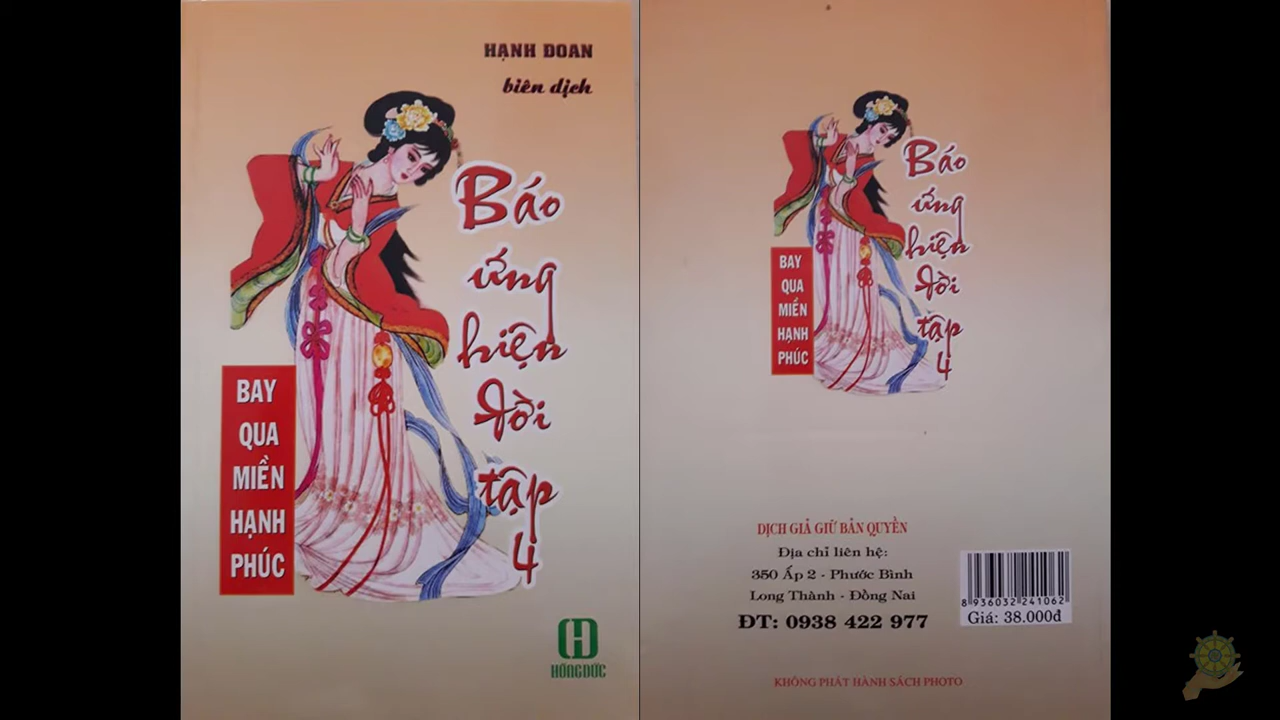 HẠNH ĐOAN
biên dịch
Báo
ứng
hiện
đời
tập
4
BAY
QUA
MIỀN
HẠNH
PHÚC
HỒNG ĐỨC
Báo
ứng
hiện
đời
tập
4
BAY
QUA
MIỀN
HẠNH
PHÚC
DỊCH GIẢ GIỮ BẢN QUYỀN
Địa chỉ liên hệ:
350 Ấp 2 - Phước Bình
Long Thành - Đồng Nai
ĐT: 0938 422 977
8 936032 241062
Giá: 38.000đ
KHÔNG PHÁT HÀNH SÁCH PHOTO